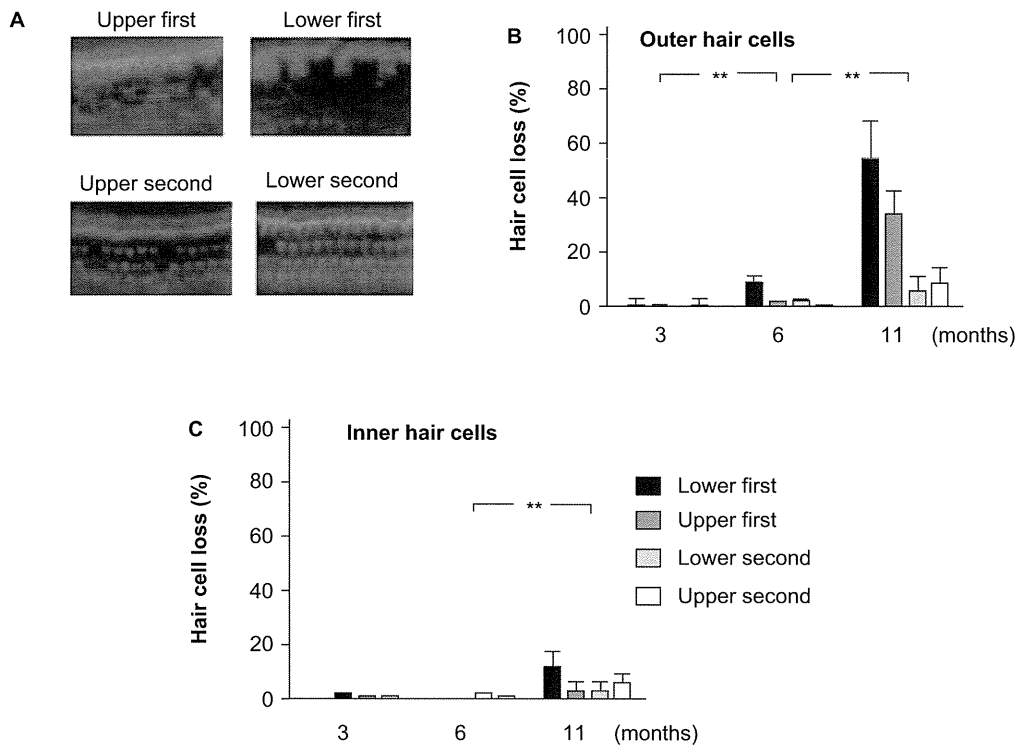 A
Upper first
Lower first
Upper second
Lower second
B
Outer hair cells
Hair cell loss (%)
100
80
60
40
20
0
**
**
3
6
11
(months)
C
Inner hair cells
Hair cell loss (%)
100
80
60
40
20
0
**
3
6
11
(months)
Lower first
Upper first
Lower second
Upper second